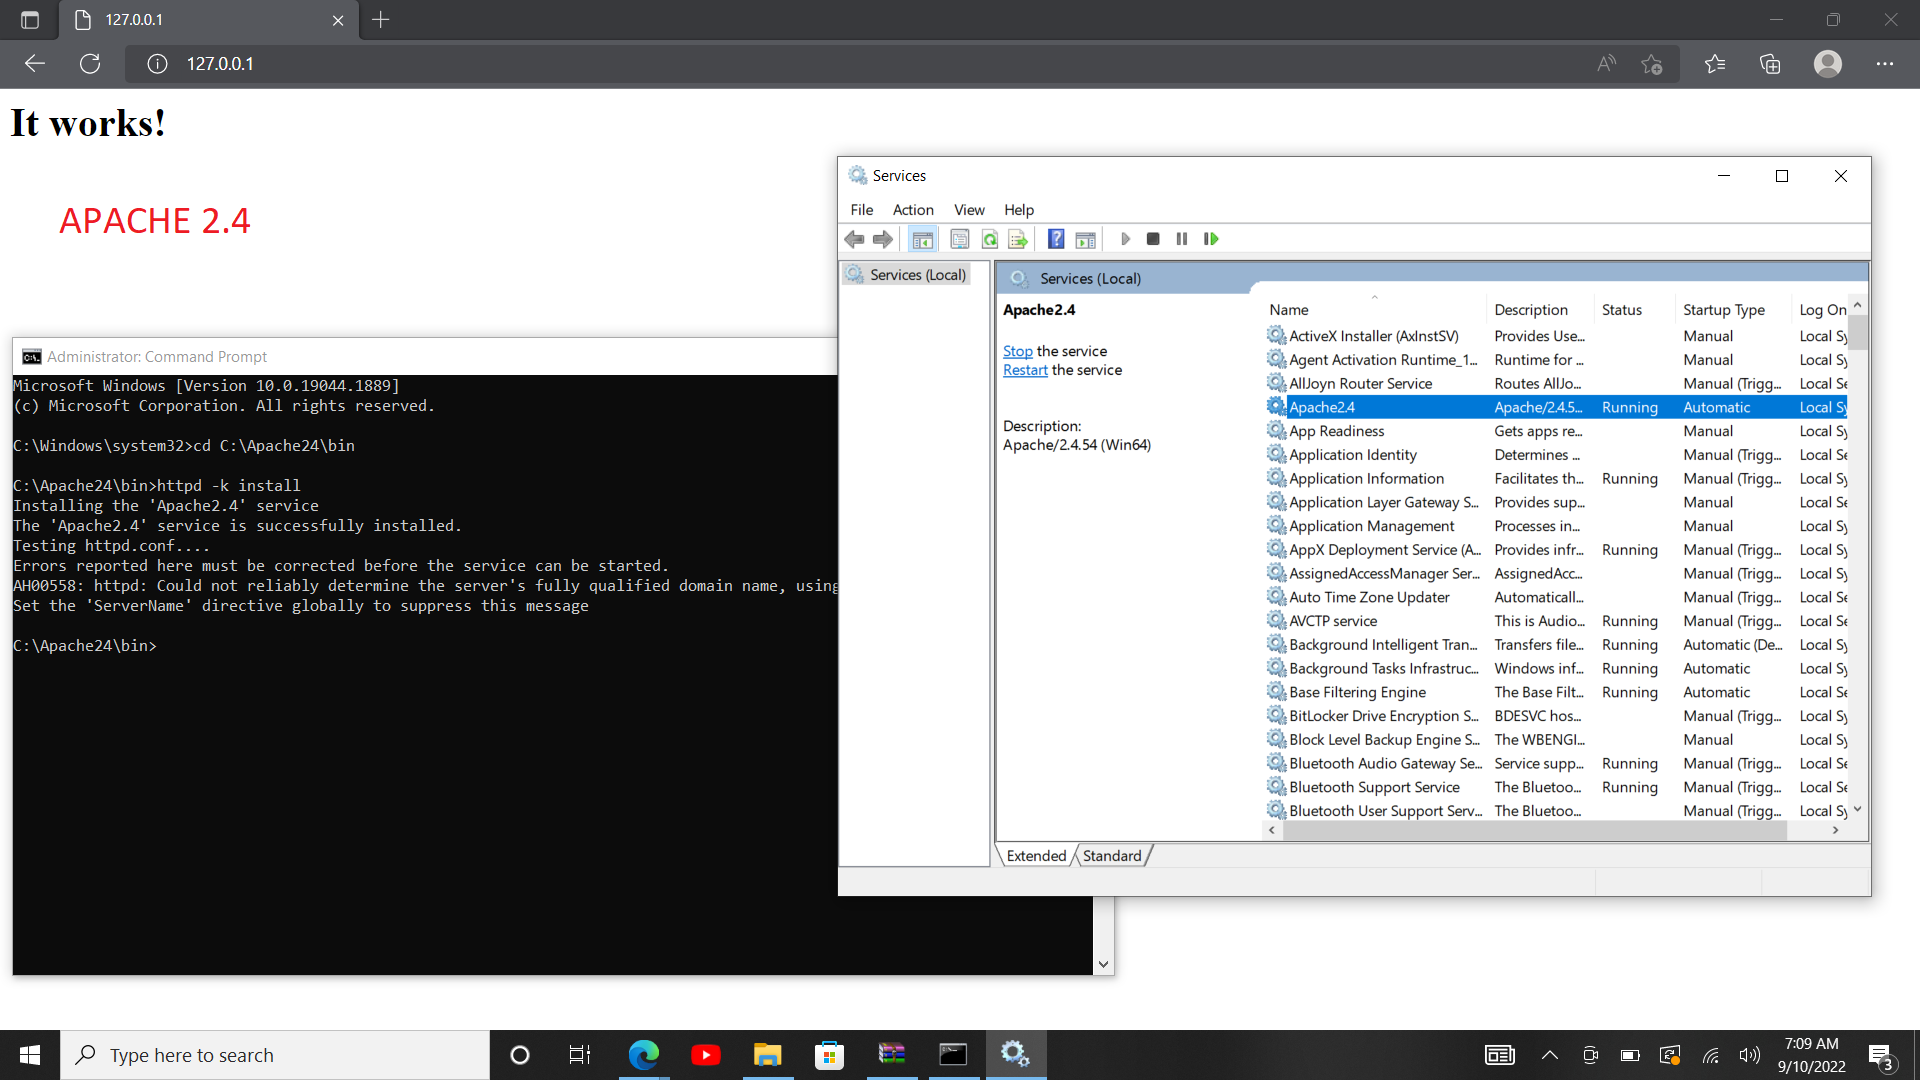 127.0.0.1
127.0.0.1
It works!
APACHE 2.4
Administrator: Command Prompt
Microsoft Windows [Version 10.0.19044.1889]
(c) Microsoft Corporation. All rights reserved.
C:\Windows\system32>cd C:\Apache24\bin
C:\Apache24\bin>httpd -k install
Installing the 'Apache2.4' service
The 'Apache2.4' service is successfully installed.
Testing httpd.conf....
Errors reported here must be corrected before the service can be started.
AH00558: httpd: Could not reliably determine the server's fully qualified domain name, using
Set the 'ServerName' directive globally to suppress this message
C:\Apache24\bin>
Services
File Action View Help
Services (Local)
Services (Local)
Apache2.4
Stop the service
Restart the service
Description:
Apache/2.4.54 (Win64)
Name Description Status Startup Type Log On
ActiveX Installer (AxInstSV) Provides Use... Manual Local Sy
Agent Activation Runtime_1... Runtime for ... Manual Local Sy
AllJoyn Router Service Routes AllJo... Manual (Trigg... Local Se
Apache2.4 Apache/2.4.5... Running Automatic Local Sy
App Readiness Gets apps re... Manual Local Sy
Application Identity Determines ... Manual (Trigg... Local Se
Application Information Facilitates th... Running Manual (Trigg... Local Sy
Application Layer Gateway S... Provides sup... Manual Local Se
Application Management Processes in... Manual Local Sy
AppX Deployment Service (A... Provides infr... Running Manual (Trigg... Local Sy
AssignedAccessManager Ser... AssignedAcc... Manual (Trigg... Local Sy
Auto Time Zone Updater Automaticall... Manual (Trigg... Local Se
AVCTP service This is Audio... Running Manual (Trigg... Local Se
Background Intelligent Tran... Transfers file... Running Automatic (De... Local Sy
Background Tasks Infrastruc... Windows inf... Running Automatic Local Sy
Base Filtering Engine The Base Filt... Running Automatic Local Se
BitLocker Drive Encryption S... BDESVC hos... Manual (Trigg... Local Sy
Block Level Backup Engine S... The WBENGI... Manual Local Sy
Bluetooth Audio Gateway Se... Service supp... Running Manual (Trigg... Local Se
Bluetooth Support Service The Bluetoo... Running Manual (Trigg... Local Se
Bluetooth User Support Serv... The Bluetoo... Manual (Trigg... Local Sy
Extended Standard
Type here to search
7:09 AM
9/10/2022
3